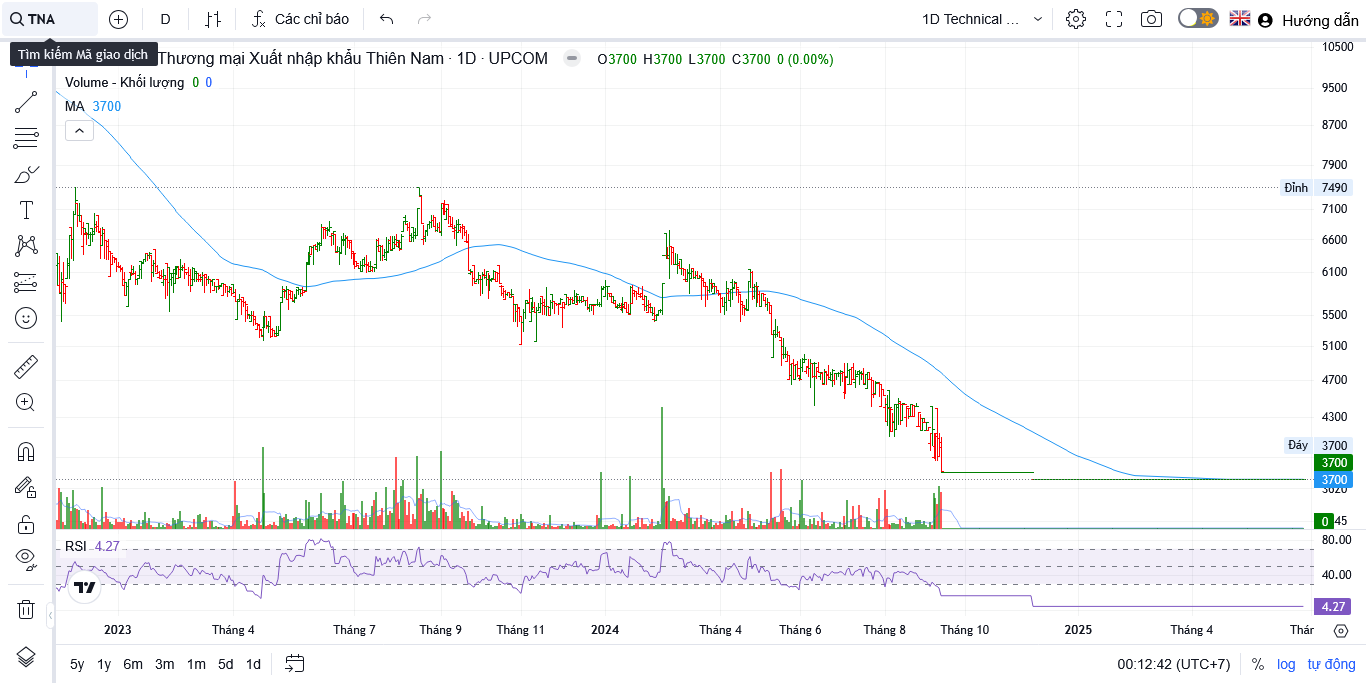 TNA
D
Các chỉ báo
1D Technical ...
Hướng dẫn
Tìm kiếm Mã giao dịch
Thương mại Xuất nhập khẩu Thiên Nam · 1D · UPCOM
O3700 H3700 L3700 C3700 0 (0.00%)
Volume - Khối lượng 0 0
MA 3700
10500
9500
8700
7900
Đỉnh 7490
7100
6600
6100
5500
5100
4700
4300
Đáy 3700
3700
3700
0
45
RSI 4.27
80.00
40.00
4.27
2023 Tháng 4 Tháng 7 Tháng 9 Tháng 11 2024 Tháng 4 Tháng 6 Tháng 8 Tháng 10 2025 Tháng 4 Thár
5y 1y 6m 3m 1m 5d 1d
00:12:42 (UTC+7) % log tự động